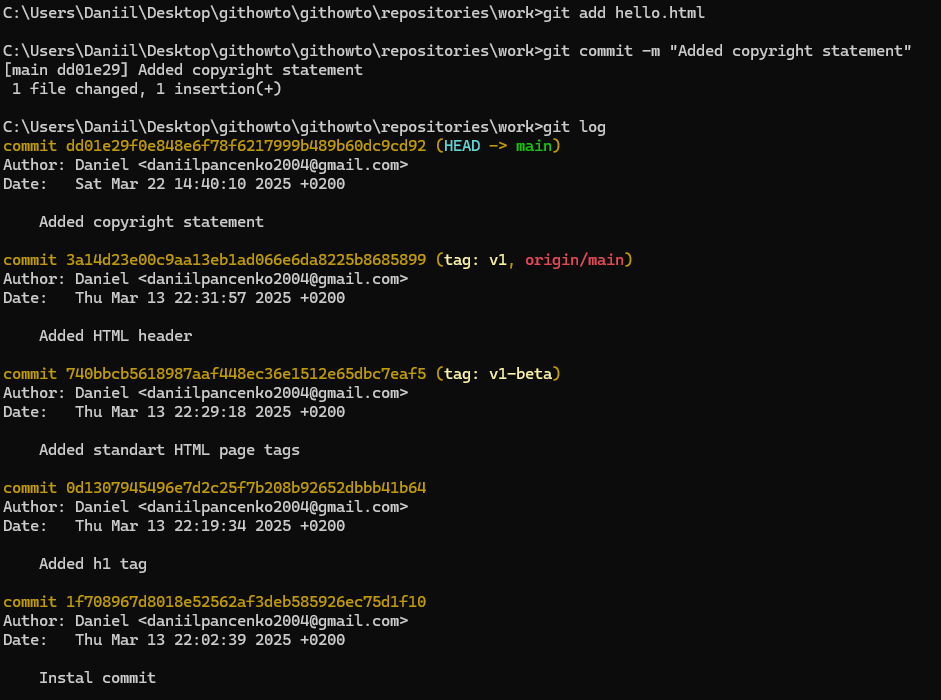 C:\Users\Daniil\Desktop\githowto\githowto\repositories\work>git add hello.html
C:\Users\Daniil\Desktop\githowto\githowto\repositories\work>git commit -m "Added copyright statement"
[main dd01e29] Added copyright statement
 1 file changed, 1 insertion(+)
C:\Users\Daniil\Desktop\githowto\githowto\repositories\work>git log
commit dd01e29f0e848e6f78f6217999b489b60dc9cd92 (HEAD -> main)
Author: Daniel <daniilpancenko2004@gmail.com>
Date:   Sat Mar 22 14:40:10 2025 +0200
    Added copyright statement
commit 3a14d23e00c9aa13eb1ad066e6da8225b8685899 (tag: v1, origin/main)
Author: Daniel <daniilpancenko2004@gmail.com>
Date:   Thu Mar 13 22:31:57 2025 +0200
    Added HTML header
commit 740bbcb5618987aaf448ec36e1512e65dbc7eaf5 (tag: v1-beta)
Author: Daniel <daniilpancenko2004@gmail.com>
Date:   Thu Mar 13 22:29:18 2025 +0200
    Added standart HTML page tags
commit 0d1307945496e7d2c25f7b208b92652dbbb41b64
Author: Daniel <daniilpancenko2004@gmail.com>
Date:   Thu Mar 13 22:19:34 2025 +0200
    Added h1 tag
commit 1f708967d8018e52562af3deb585926ec75d1f10
Author: Daniel <daniilpancenko2004@gmail.com>
Date:   Thu Mar 13 22:02:39 2025 +0200
    Instal commit